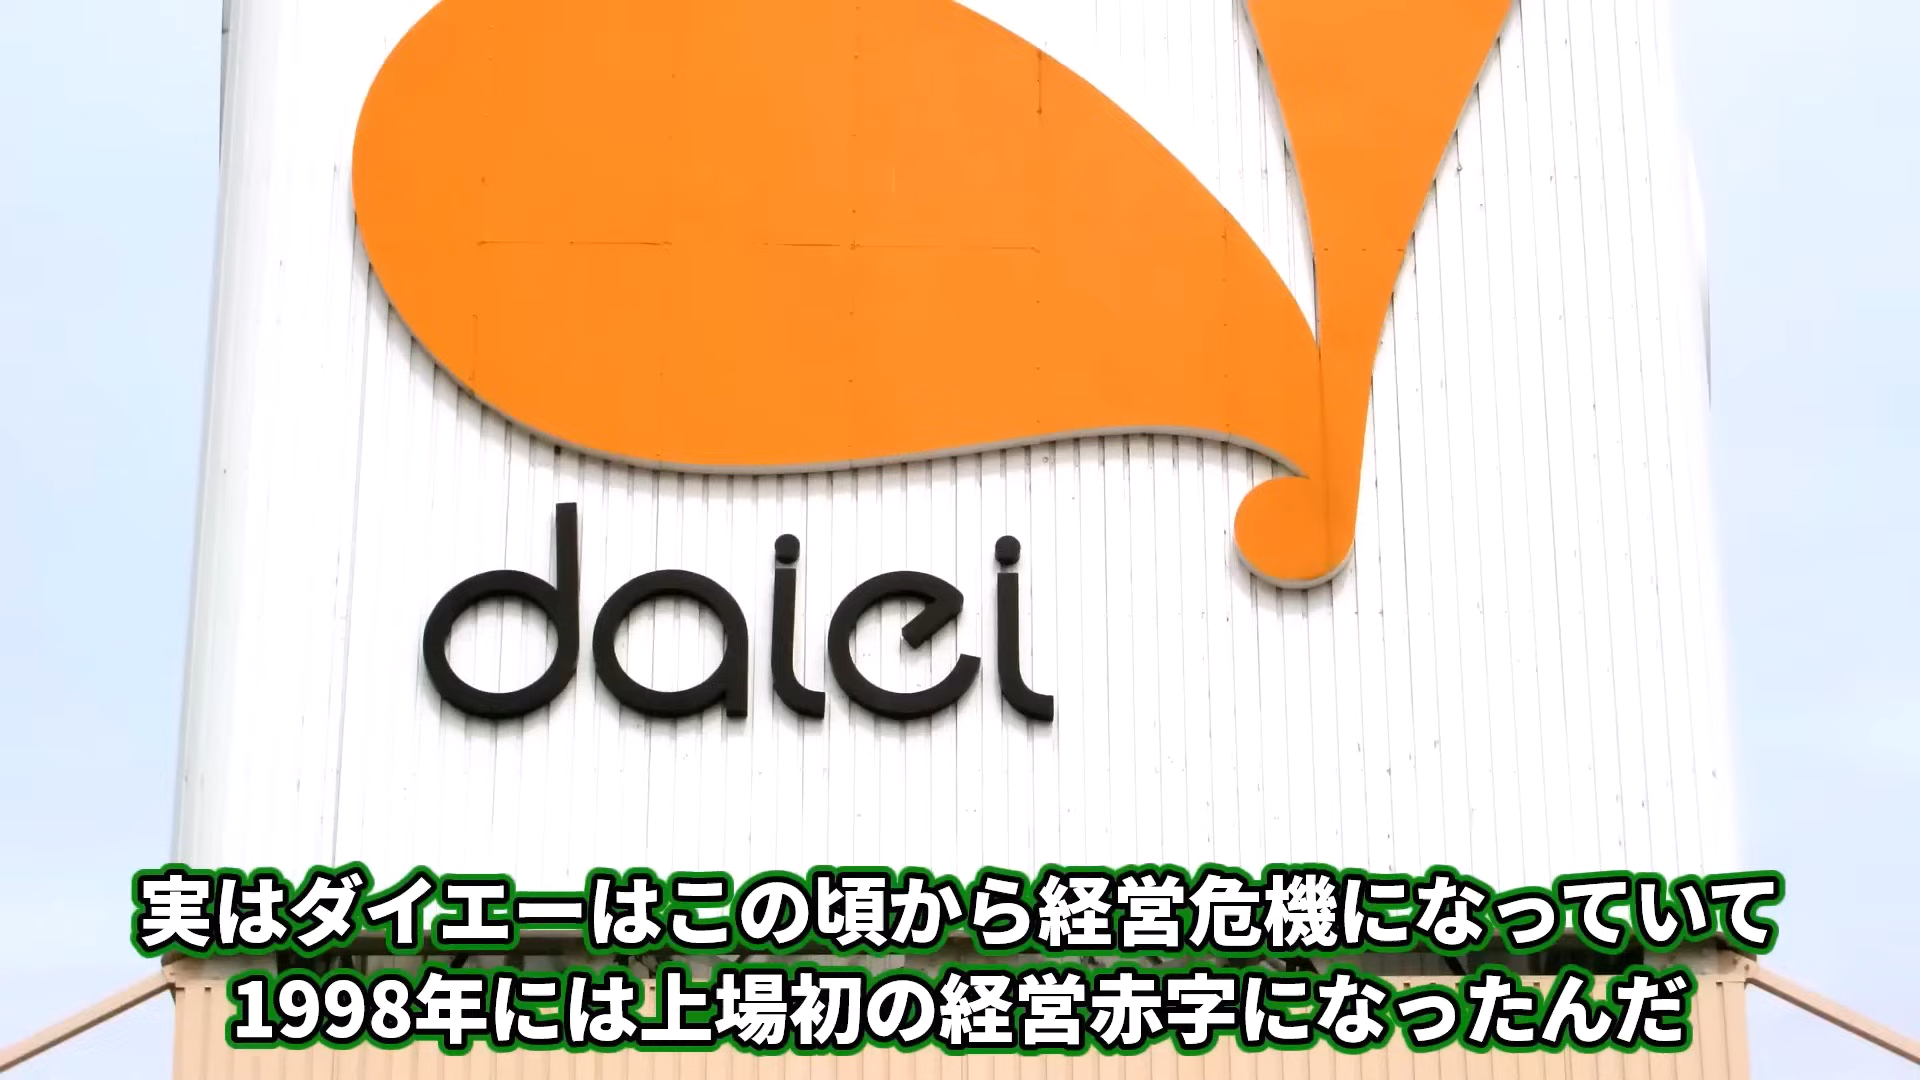 daiei
実はダイエーはこの頃から経営危機になっていて
1998年には上場初の経営赤字になったんだ